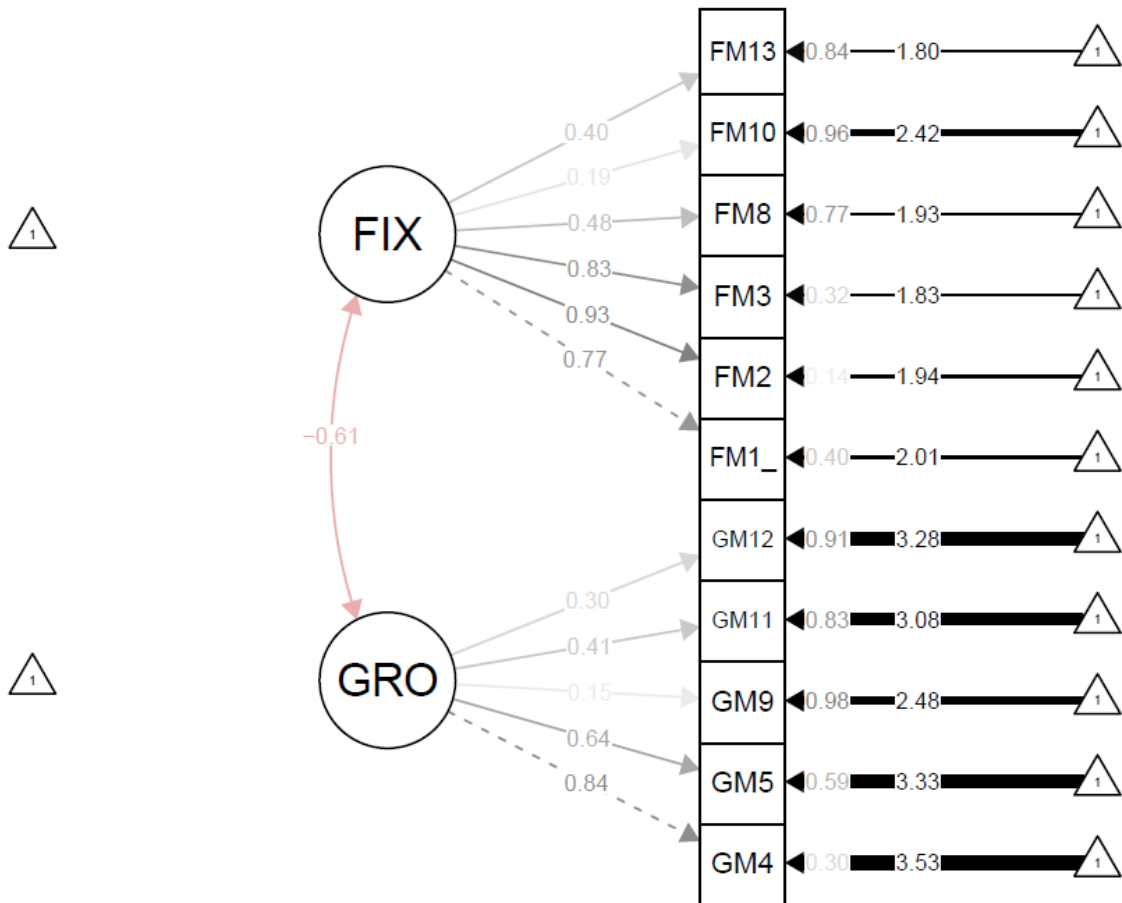 FM13 0.84 1.80 1
0.40
FM10 0.96 2.42 1
0.19
1 FIX 0.48 FM8 0.77 1.93 1
0.83
FM3 0.32 1.83 1
0.93
0.77
FM2 0.14 1.94 1
−0.61
FM1_ 0.40 2.01 1
GM12 0.91 3.28 1
0.30
GM11 0.83 3.08 1
0.41
1 GRO 0.15 GM9 0.98 2.48 1
0.64
GM5 0.59 3.33 1
0.84
GM4 0.30 3.53 1